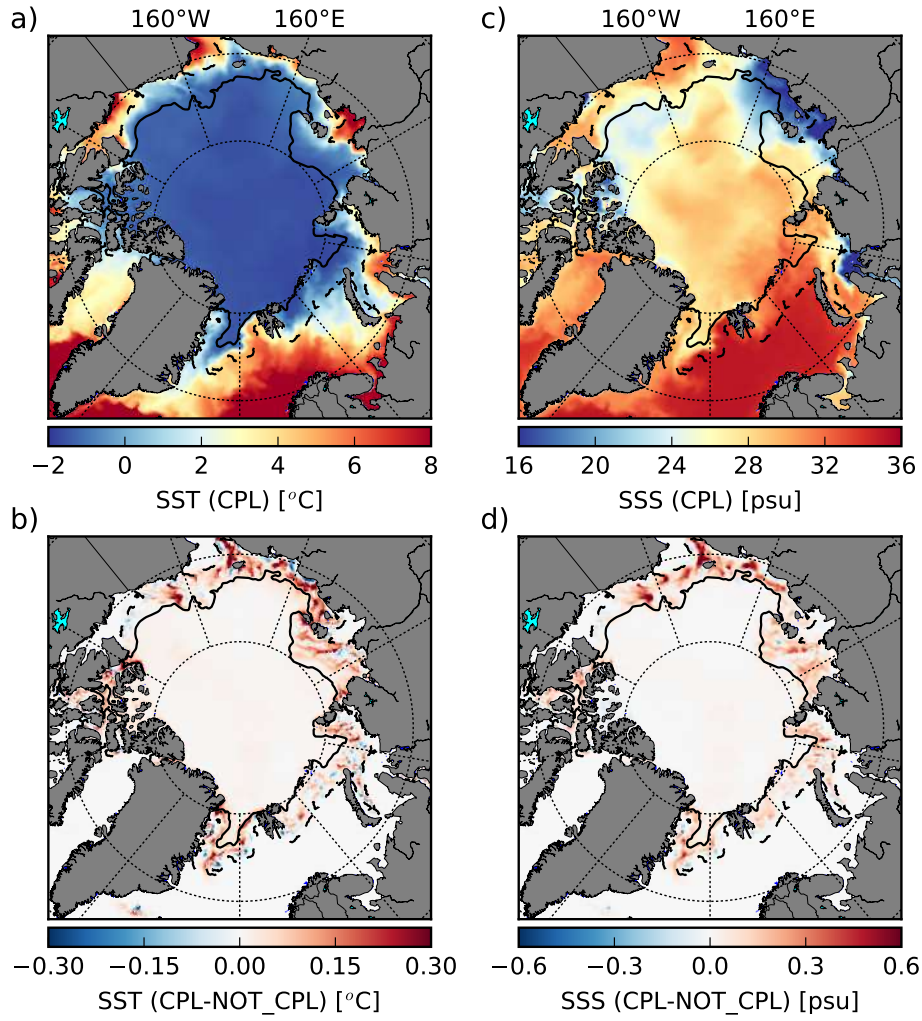 a)
160°W
160°E
−2 0 2 4 6 8
SST (CPL) [°C]
c)
160°W
160°E
16 20 24 28 32 36
SSS (CPL) [psu]
b)
−0.30 −0.15 0.00 0.15 0.30
SST (CPL-NOT_CPL) [°C]
d)
−0.6 −0.3 0.0 0.3 0.6
SSS (CPL-NOT_CPL) [psu]